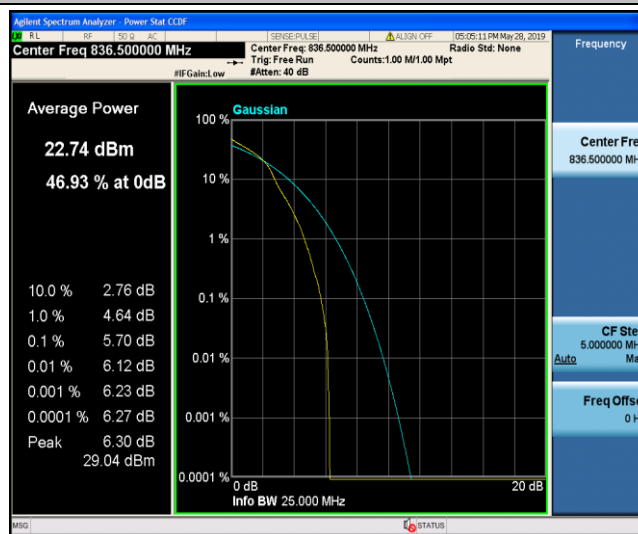 Agilent Spectrum Analyzer - Power Stat CCDF
RL RF 50 Ω AC SENSE:PULSE ALIGN OFF 05:05:11 PM May 28, 2019
Center Freq 836.500000 MHz
Center Freq: 836.500000 MHz Radio Std: None
Trig: Free Run Counts:1.00 M/1.00 Mpt
#IFGain:Low #Atten: 40 dB
Frequency
Average Power
22.74 dBm
46.93 % at 0dB
10.0 % 2.76 dB
1.0 % 4.64 dB
0.1 % 5.70 dB
0.01 % 6.12 dB
0.001 % 6.23 dB
0.0001 % 6.27 dB
Peak 6.30 dB
29.04 dBm
Gaussian
100 %
10 %
1 %
0.1 %
0.01 %
0.001 %
0.0001 %
0 dB 20 dB
Info BW 25.000 MHz
Center Fre
836.500000 MH
CF Ste
5.000000 MH
Auto Ma
Freq Offs
0 H
MSG STATUS